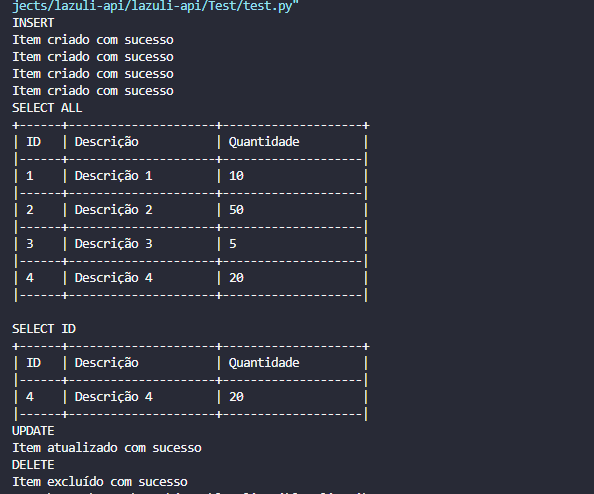 jects/lazuli-api/lazuli-api/Test/test.py"
INSERT
Item criado com sucesso
Item criado com sucesso
Item criado com sucesso
Item criado com sucesso
SELECT ALL
+------+---------------------+--------------------+
| ID   | Descrição           | Quantidade         |
|------+---------------------+--------------------|
| 1    | Descrição 1         | 10                 |
|------+---------------------+--------------------|
| 2    | Descrição 2         | 50                 |
|------+---------------------+--------------------|
| 3    | Descrição 3         | 5                  |
|------+---------------------+--------------------|
| 4    | Descrição 4         | 20                 |
|------+---------------------+--------------------|
SELECT ID
+------+---------------------+--------------------+
| ID   | Descrição           | Quantidade         |
|------+---------------------+--------------------|
| 4    | Descrição 4         | 20                 |
|------+---------------------+--------------------|
UPDATE
Item atualizado com sucesso
DELETE
Item excluído com sucesso